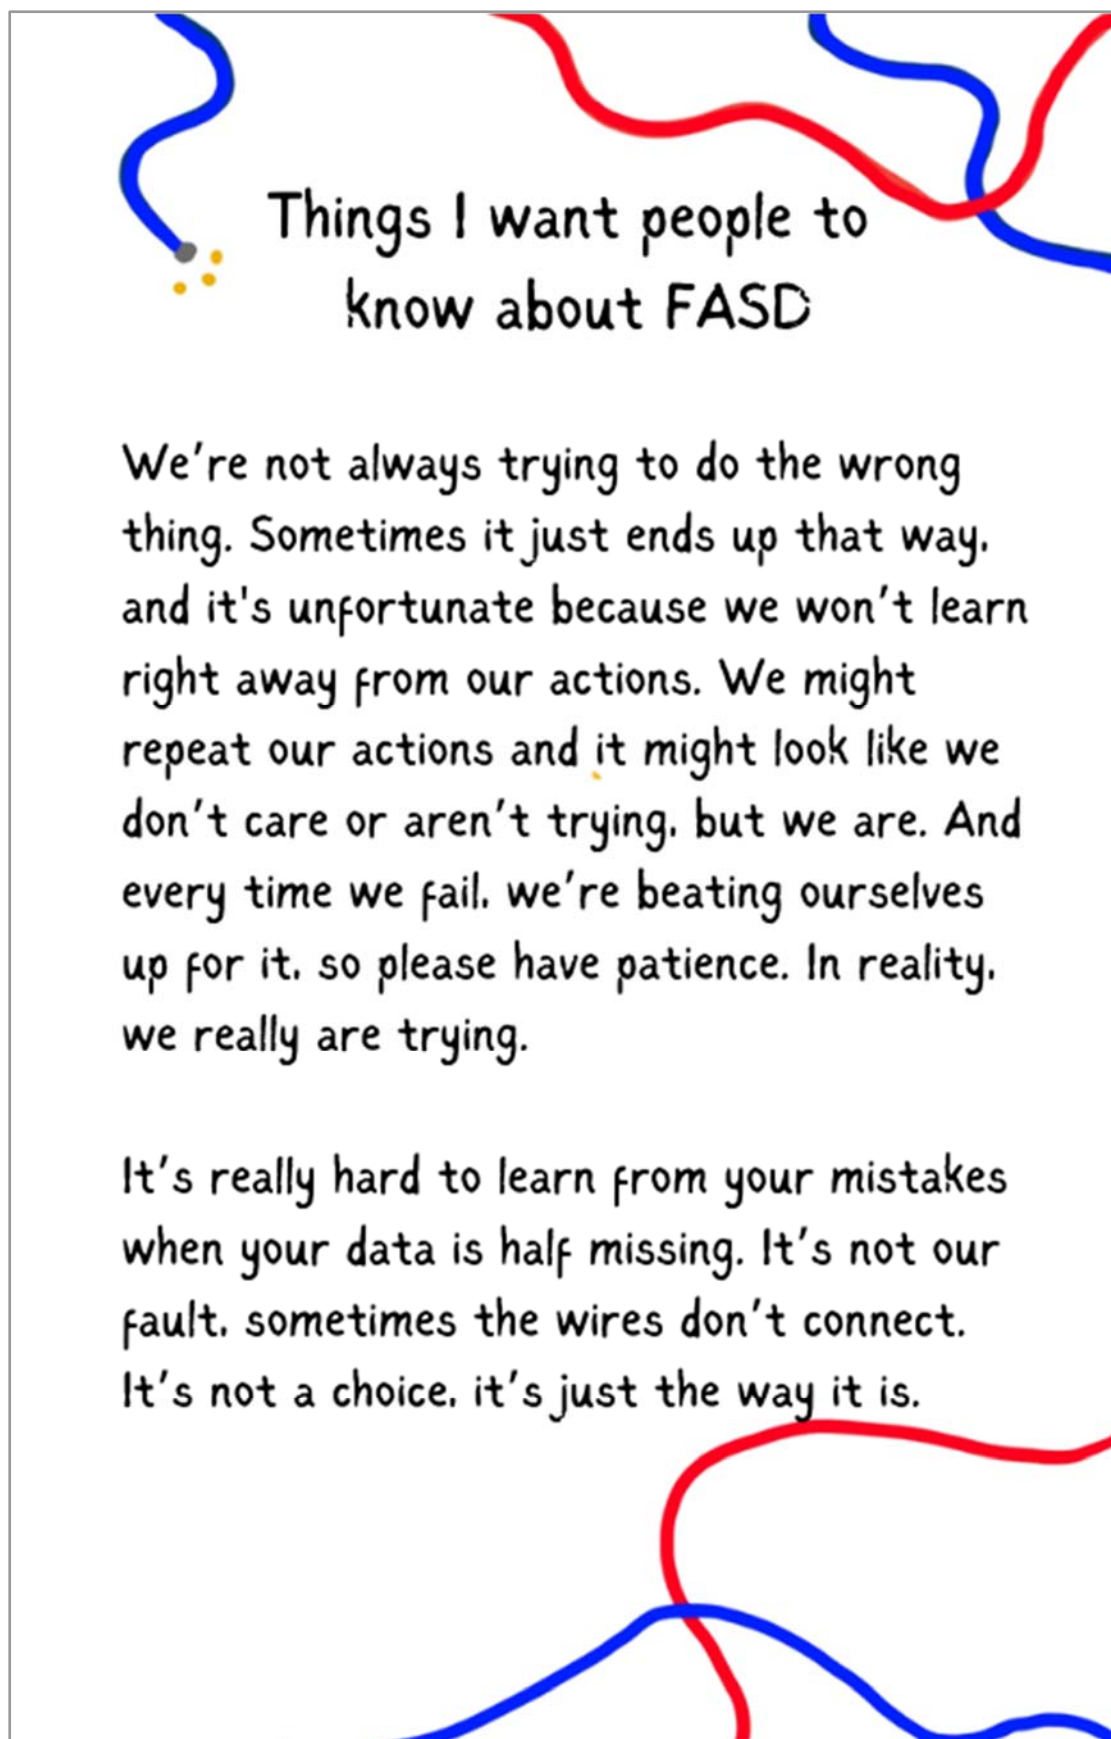 Things I want people to
know about FASD
We're not always trying to do the wrong
thing. Sometimes it just ends up that way,
and it's unfortunate because we won't learn
right away from our actions. We might
repeat our actions and it might look like we
don't care or aren't trying, but we are. And
every time we fail, we're beating ourselves
up for it, so please have patience. In reality,
we really are trying.
It's really hard to learn from your mistakes
when your data is half missing. It's not our
fault, sometimes the wires don't connect.
It's not a choice, it's just the way it is.